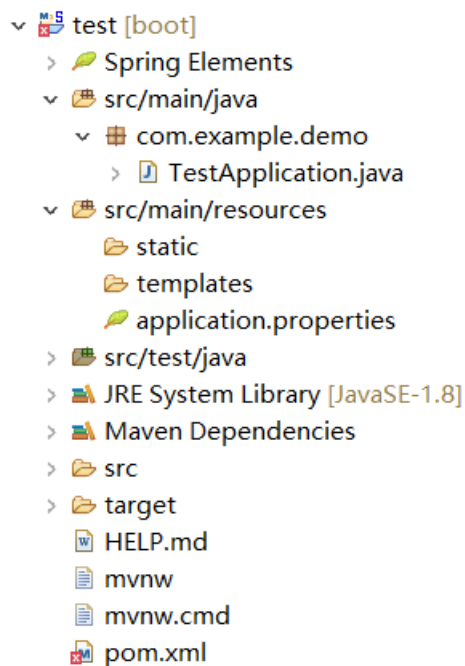 test [boot]
Spring Elements
src/main/java
com.example.demo
TestApplication.java
src/main/resources
static
templates
application.properties
src/test/java
JRE System Library [JavaSE-1.8]
Maven Dependencies
src
target
HELP.md
mvnw
mvnw.cmd
pom.xml